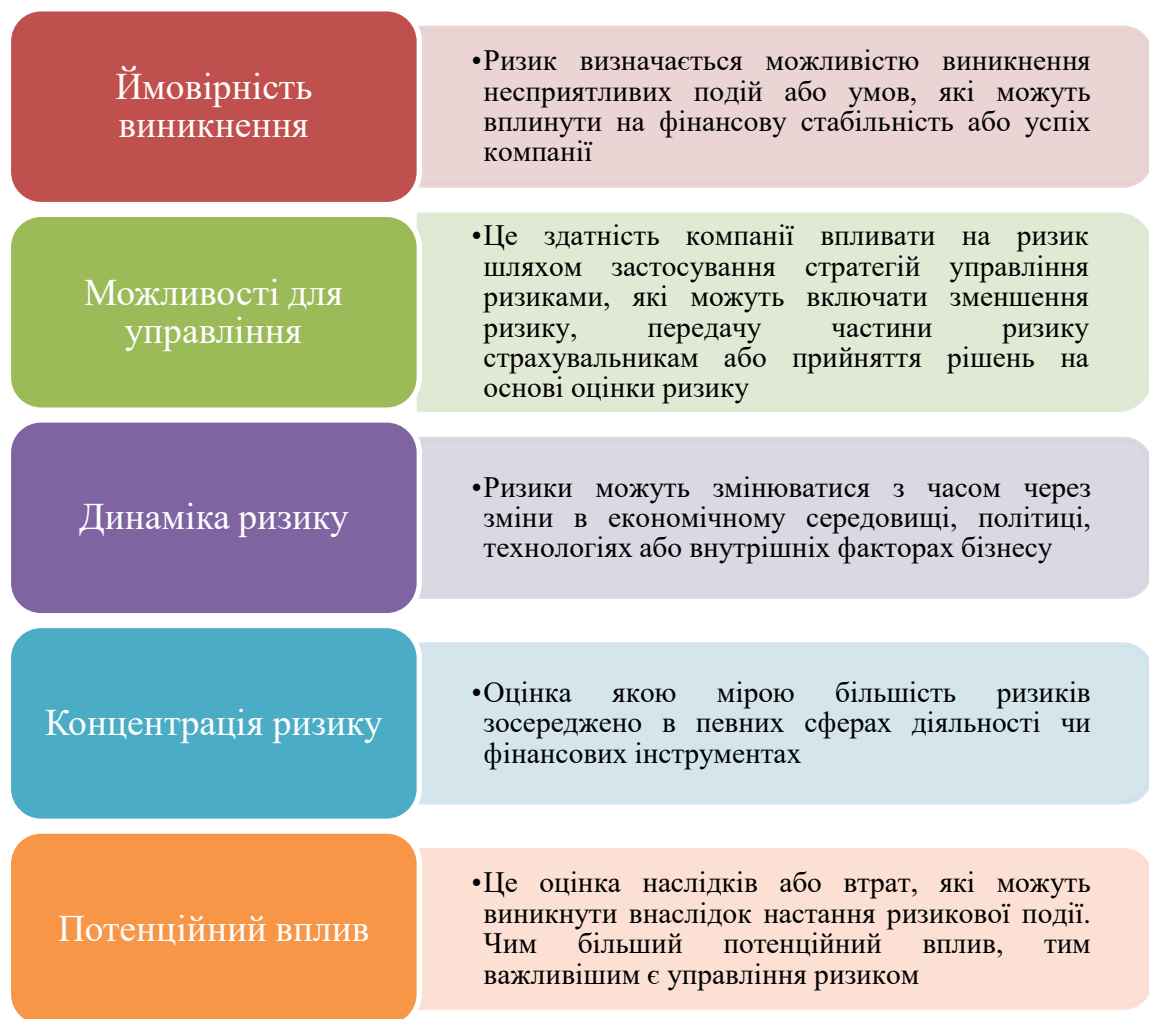 Ймовірність
виникнення
•Ризик визначається можливістю виникнення
несприятливих подій або умов, які можуть
вплинути на фінансову стабільність або успіх
компанії
Можливості для
управління
•Це здатність компанії впливати на ризик
шляхом застосування стратегій управління
ризиками, які можуть включати зменшення
ризику, передачу частини ризику
страхувальникам або прийняття рішень на
основі оцінки ризику
Динаміка ризику
•Ризики можуть змінюватися з часом через
зміни в економічному середовищі, політиці,
технологіях або внутрішніх факторах бізнесу
Концентрація ризику
•Оцінка якою мірою більшість ризиків
зосереджено в певних сферах діяльності чи
фінансових інструментах
Потенційний вплив
•Це оцінка наслідків або втрат, які можуть
виникнути внаслідок настання ризикової події.
Чим більший потенційний вплив, тим
важливішим є управління ризиком